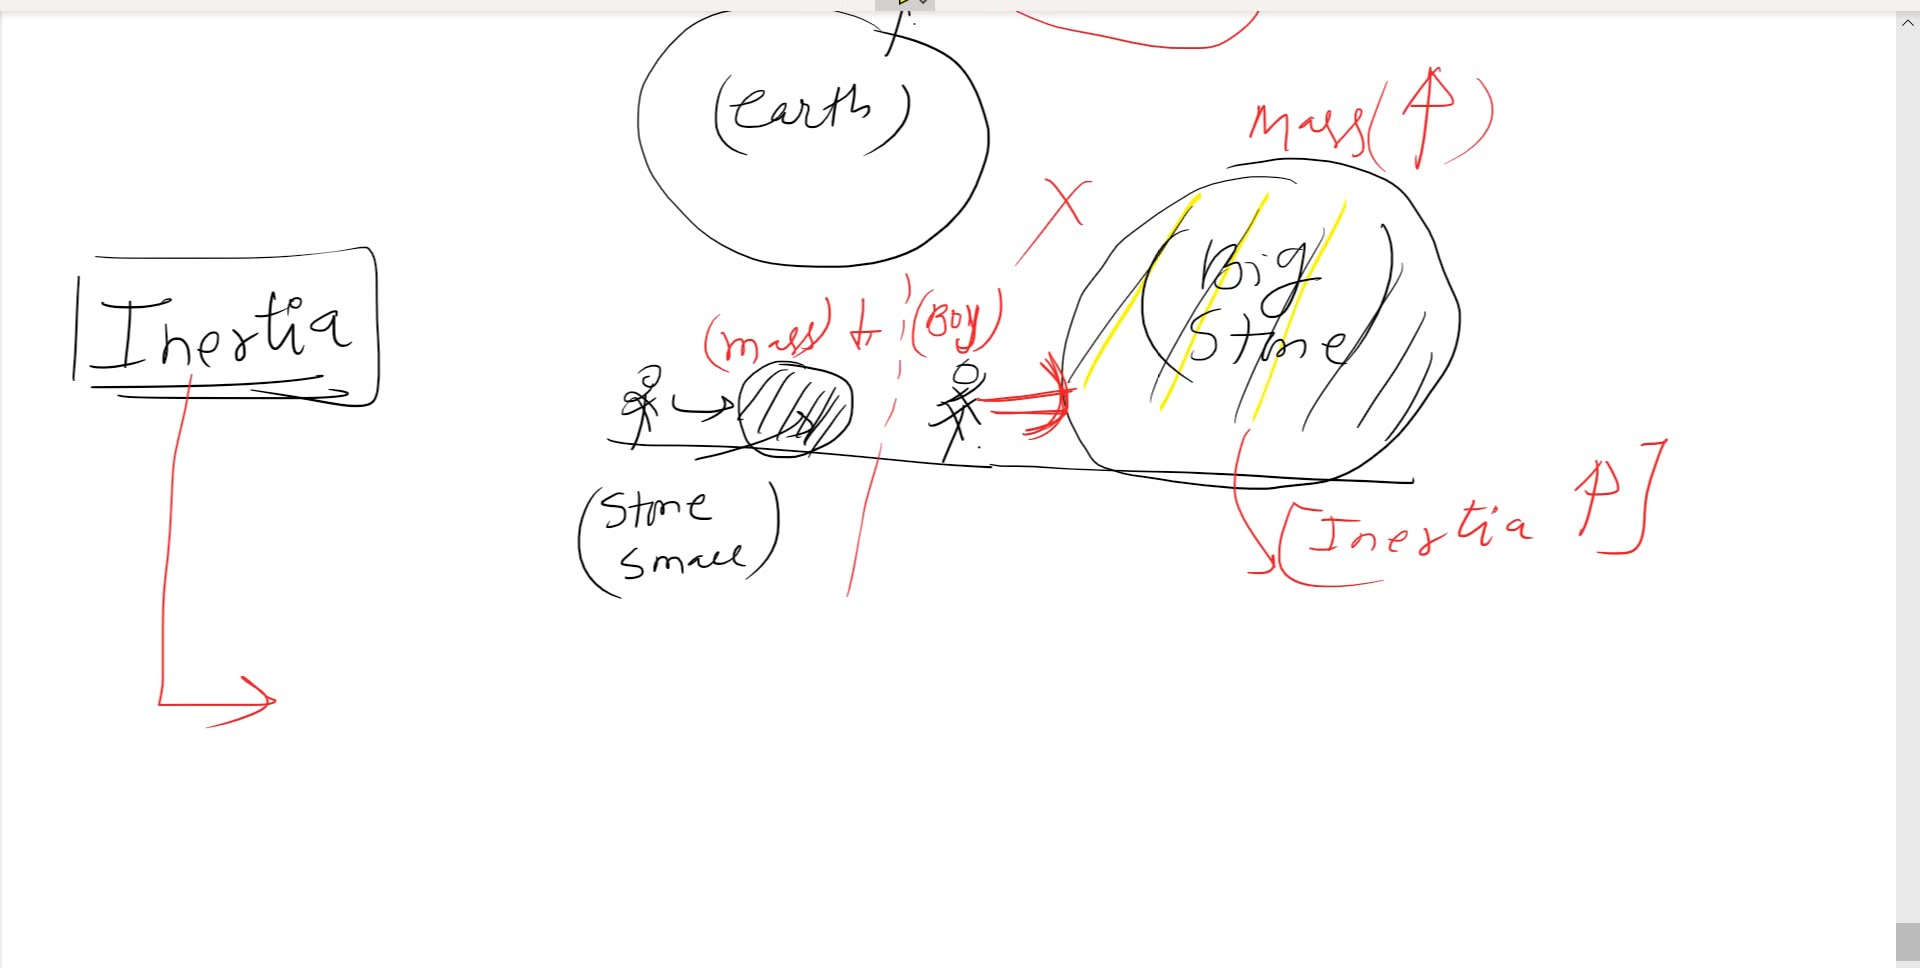 (earth)
Mass(↑)
Inertia
(mass) ↓
(Boy)
(Big
Stone)
(Stone
small)
[Inertia ↑]